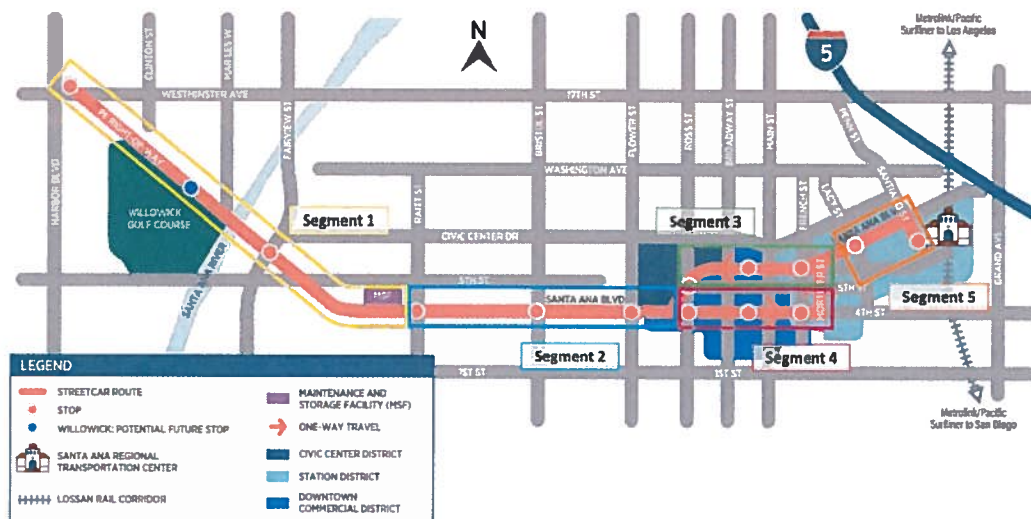 Metrolink/Pacific
Surfliner to Los Angeles
N
5
CLINTON ST
WESTMINSTER AVE
17TH ST
PE RIGHT-OF-WAY
FAIRVIEW ST
HARBOR BLVD
BRISTOL ST
FLOWER ST
ROSS ST
BROADWAY ST
MAIN ST
PENN ST
WASHINGTON AVE
WILLOWICK
GOLF COURSE
RAITT ST
FRENCH ST
LACY ST
SANTIAGO ST
Segment 1
Segment 3
SANTA ANA BLVD
CIVIC CENTER DR
SANTA ANA RIVER
GRAND AVE
5TH ST
MSF
SANTA ANA BLVD
MORTIMER ST
5TH ST
Segment 5
4TH ST
Segment 2
Segment 4
1ST ST
1ST ST
Metrolink/Pacific
Surfliner to San Diego
LEGEND
STREETCAR ROUTE
STOP
WILLOWICK: POTENTIAL FUTURE STOP
SANTA ANA REGIONAL
TRANSPORTATION CENTER
LOSSAN RAIL CORRIDOR
MAINTENANCE AND
STORAGE FACILITY (MSF)
ONE-WAY TRAVEL
CIVIC CENTER DISTRICT
STATION DISTRICT
DOWNTOWN
COMMERCIAL DISTRICT